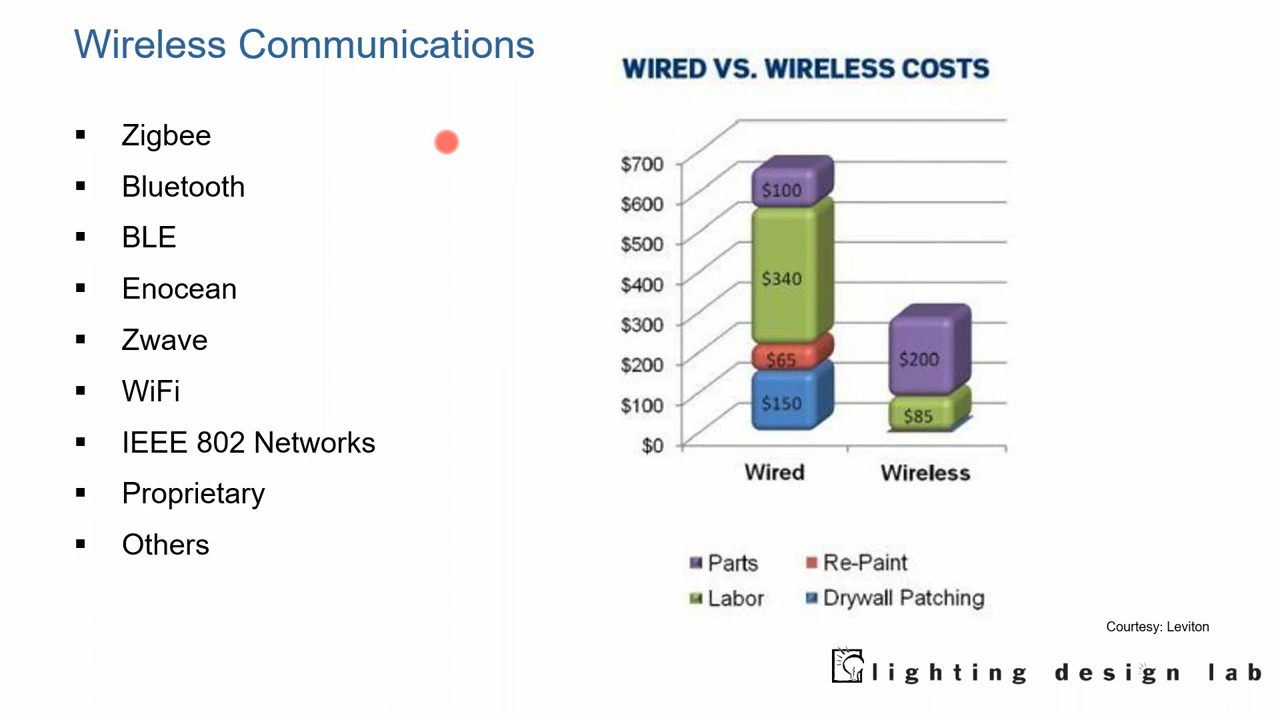 Wireless Communications
Zigbee
Bluetooth
BLE
Enocean
Zwave
WiFi
IEEE 802 Networks
Proprietary
Others
WIRED VS. WIRELESS COSTS
$700
$600
$500
$400
$300
$200
$100
$0
$100
$340
$65
$150
$200
$85
Wired Wireless
Parts Re-Paint
Labor Drywall Patching
Courtesy: Leviton
lighting design lab